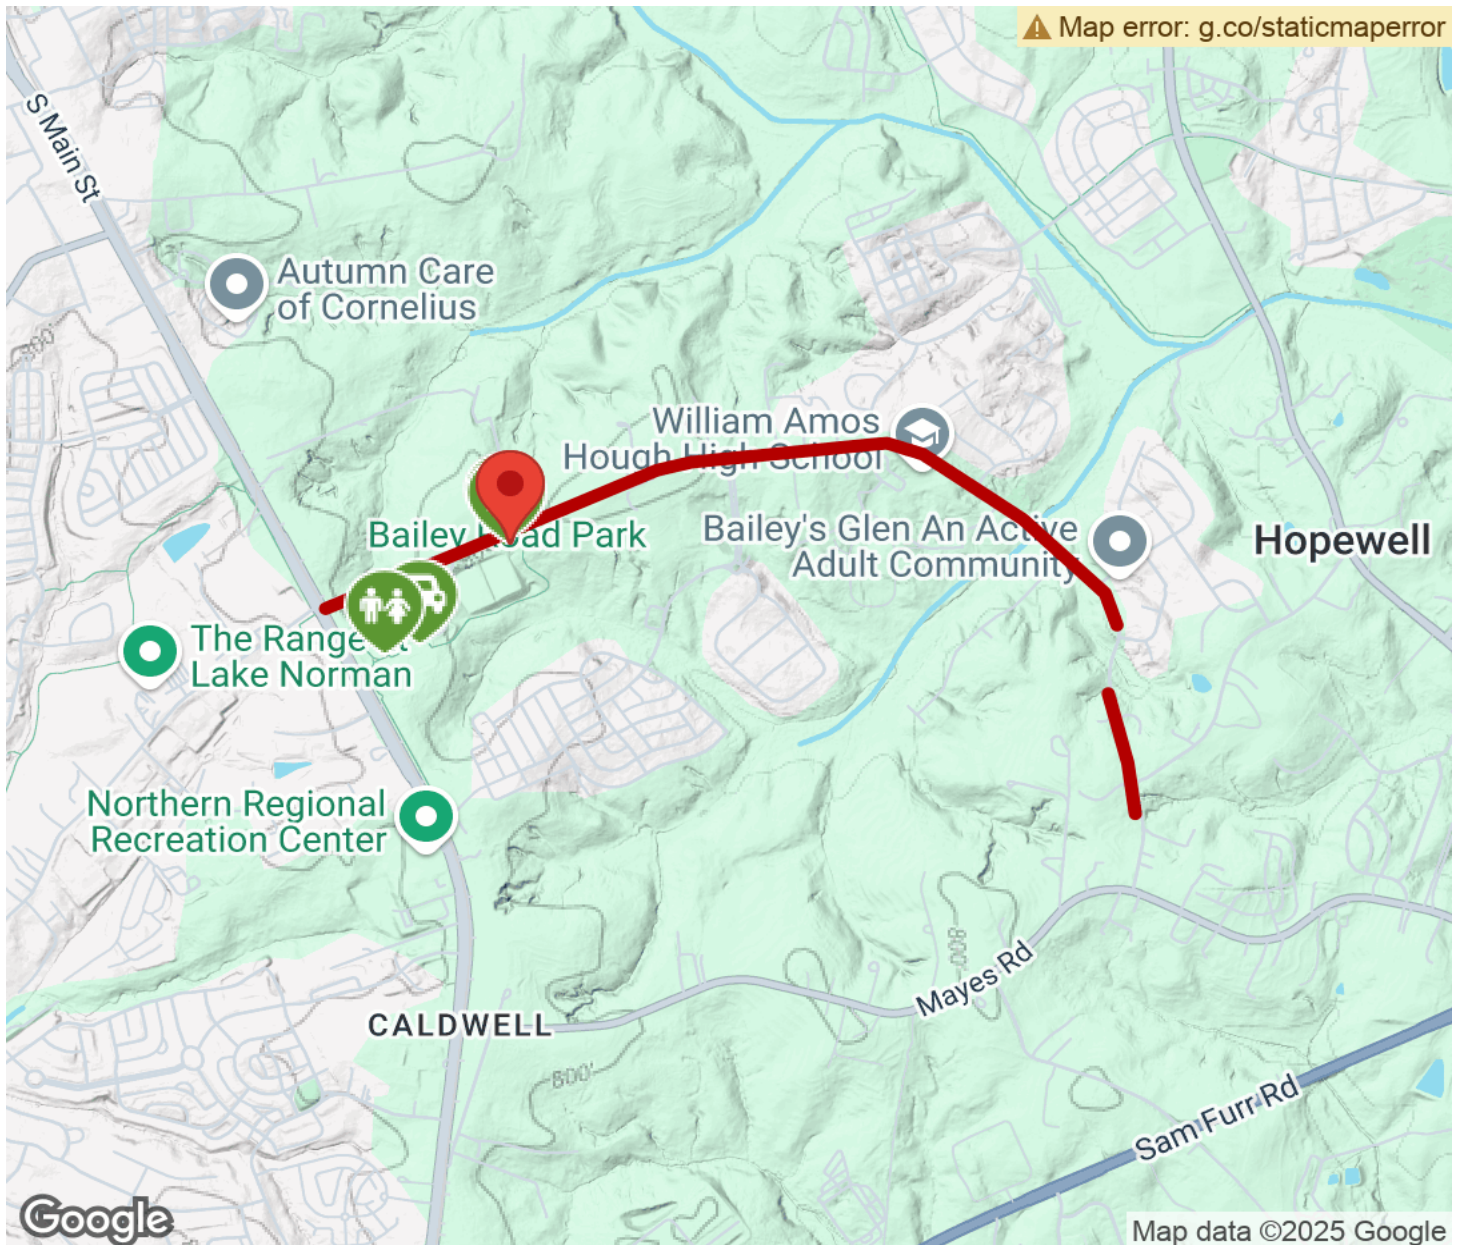 Map error: g.co/staticmaperror
S Main St
Autumn Care
of Cornelius
William Amos
Hough High School
Bailey Road Park
Bailey's Glen An Active
Adult Community
Hopewell
The Range at
Lake Norman
Northern Regional
Recreation Center
800'
Mayes Rd
CALDWELL
800'
Sam Furr Rd
Google
Map data ©2025 Google